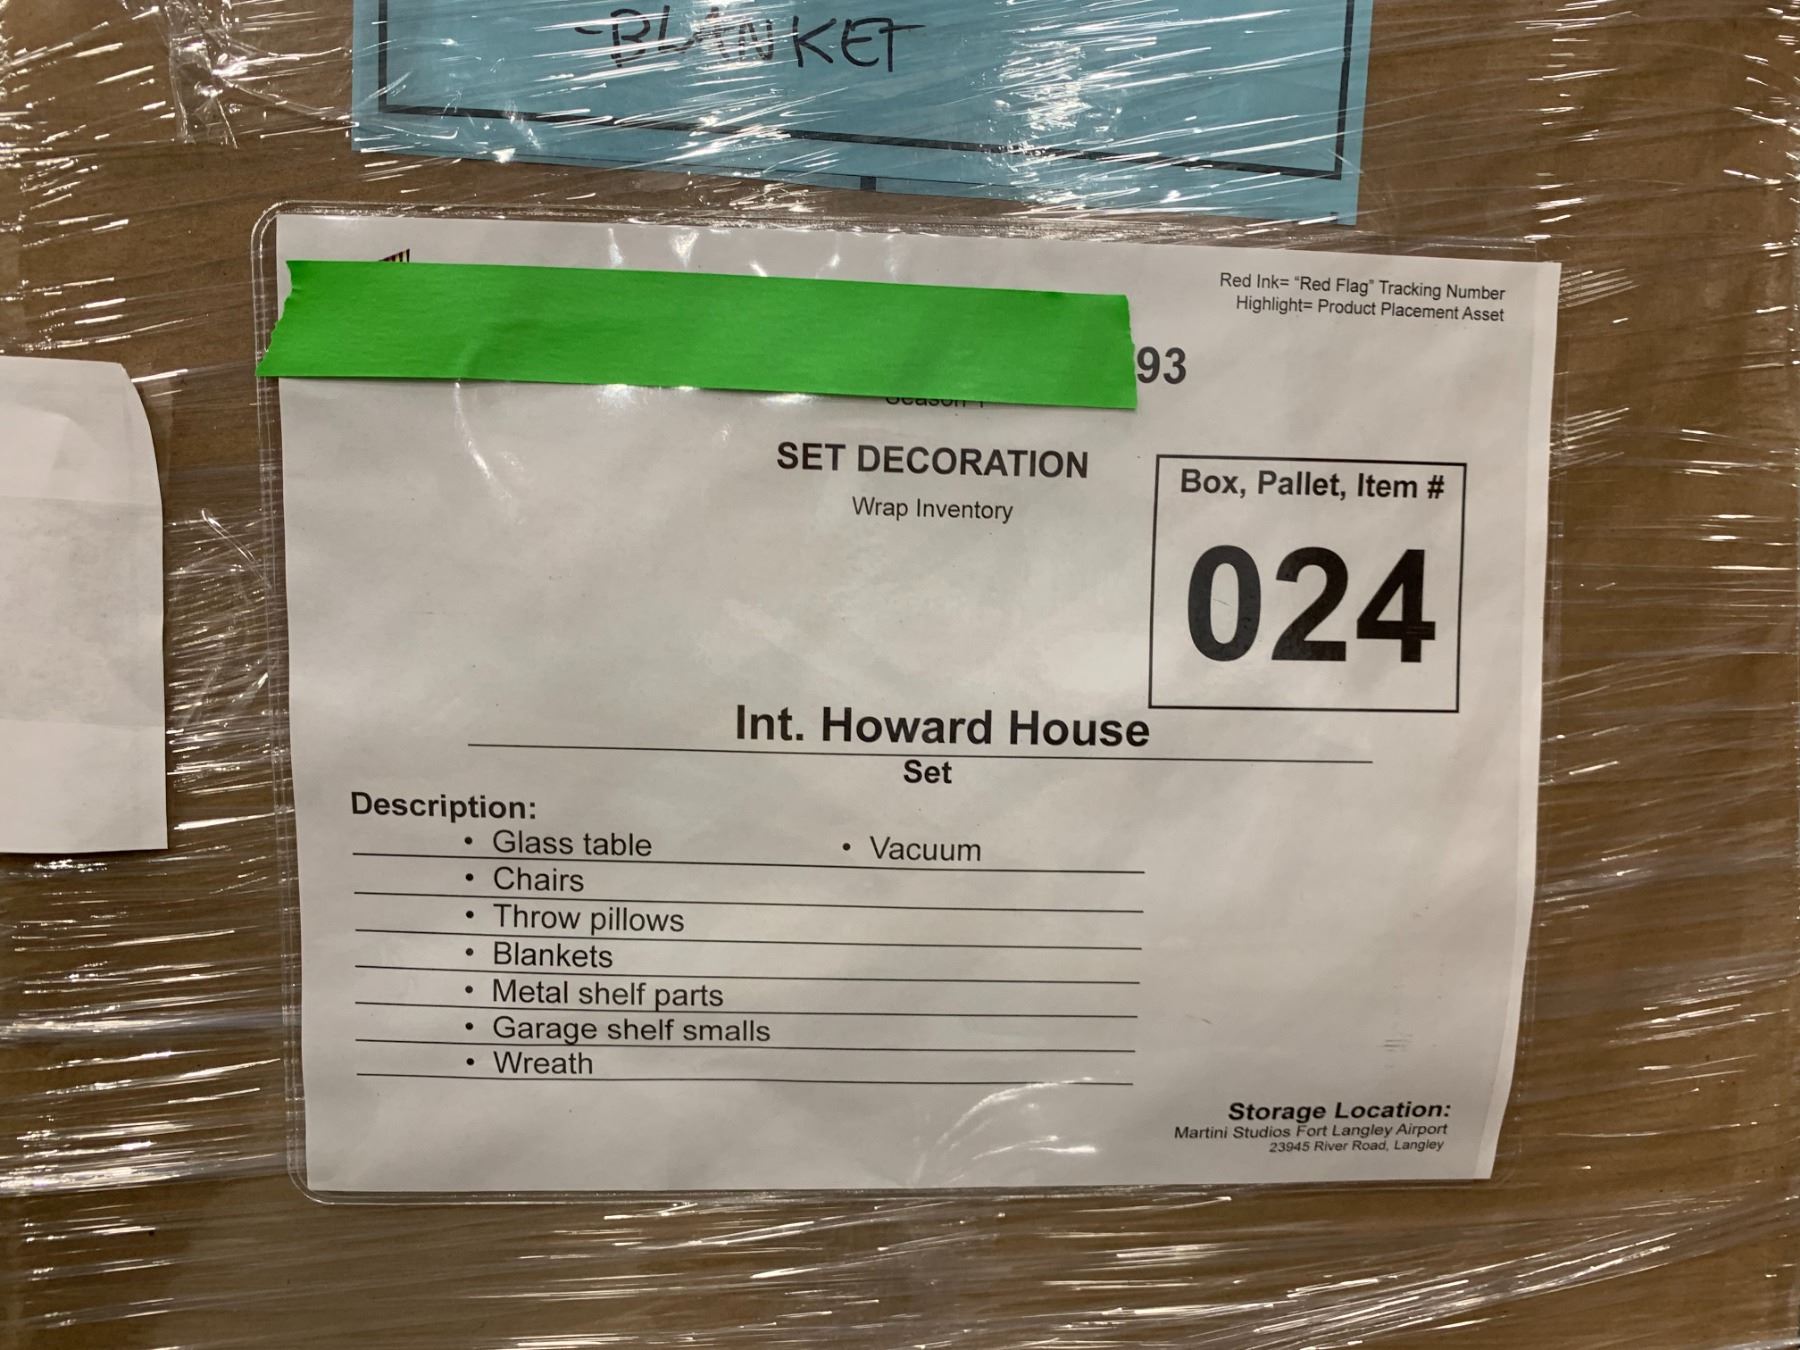 -BLANKET
Red Ink= "Red Flag" Tracking Number
Highlight= Product Placement Asset
93
Season 1
SET DECORATION
Wrap Inventory
Box, Pallet, Item #
024
Int. Howard House
Set
Description:
• Glass table • Vacuum
• Chairs
• Throw pillows
• Blankets
• Metal shelf parts
• Garage shelf smalls
• Wreath
Storage Location:
Martini Studios Fort Langley Airport
23945 River Road, Langley